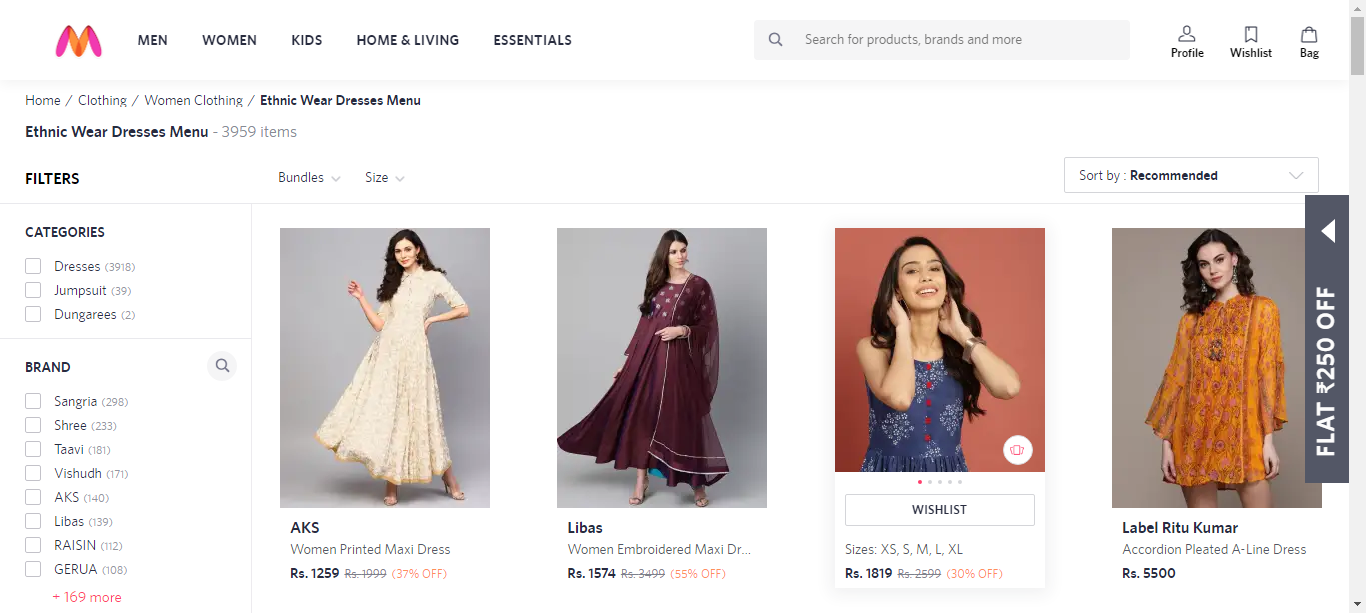 MEN WOMEN KIDS HOME & LIVING ESSENTIALS Search for products, brands and more Profile Wishlist Bag
Home / Clothing / Women Clothing / Ethnic Wear Dresses Menu
Ethnic Wear Dresses Menu - 3959 items
FILTERS Bundles Size Sort by : Recommended
CATEGORIES
Dresses (3918)
Jumpsuit (39)
Dungarees (2)
BRAND
Sangria (298)
Shree (233)
Taavi (181)
Vishudh (171)
AKS (140)
Libas (139)
RAISIN (112)
GERUA (108)
+ 169 more
AKS
Women Printed Maxi Dress
Rs. 1259 Rs. 1999 (37% OFF)
Libas
Women Embroidered Maxi Dr...
Rs. 1574 Rs. 3499 (55% OFF)
WISHLIST
Sizes: XS, S, M, L, XL
Rs. 1819 Rs. 2599 (30% OFF)
Label Ritu Kumar
Accordion Pleated A-Line Dress
Rs. 5500
FLAT ₹250 OFF